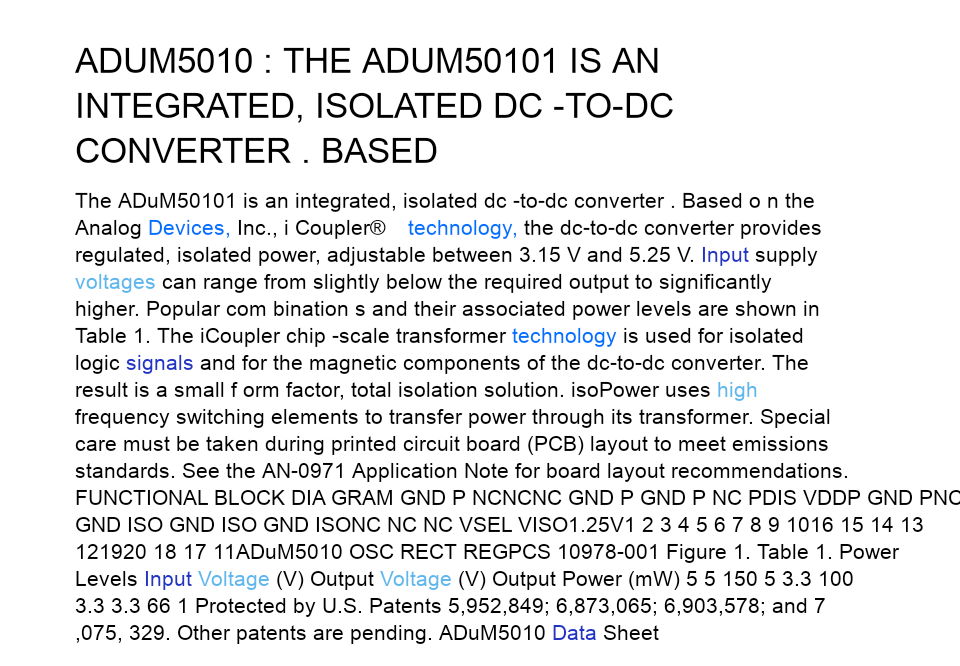 ADUM5010 : THE ADUM50101 IS AN
INTEGRATED, ISOLATED DC -TO-DC
CONVERTER . BASED
The ADuM50101 is an integrated, isolated dc -to-dc converter . Based o n the
Analog Devices, Inc., i Coupler® technology, the dc-to-dc converter provides
regulated, isolated power, adjustable between 3.15 V and 5.25 V. Input supply
voltages can range from slightly below the required output to significantly
higher. Popular com bination s and their associated power levels are shown in
Table 1. The iCoupler chip -scale transformer technology is used for isolated
logic signals and for the magnetic components of the dc-to-dc converter. The
result is a small f orm factor, total isolation solution. isoPower uses high
frequency switching elements to transfer power through its transformer. Special
care must be taken during printed circuit board (PCB) layout to meet emissions
standards. See the AN-0971 Application Note for board layout recommendations.
FUNCTIONAL BLOCK DIA GRAM GND P NCNCNC GND P GND P NC PDIS VDDP GND PNC
GND ISO GND ISO GND ISONC NC NC VSEL VISO1.25V1 2 3 4 5 6 7 8 9 1016 15 14 13
121920 18 17 11ADuM5010 OSC RECT REGPCS 10978-001 Figure 1. Table 1. Power
Levels Input Voltage (V) Output Voltage (V) Output Power (mW) 5 5 150 5 3.3 100
3.3 3.3 66 1 Protected by U.S. Patents 5,952,849; 6,873,065; 6,903,578; and 7
,075, 329. Other patents are pending. ADuM5010 Data Sheet